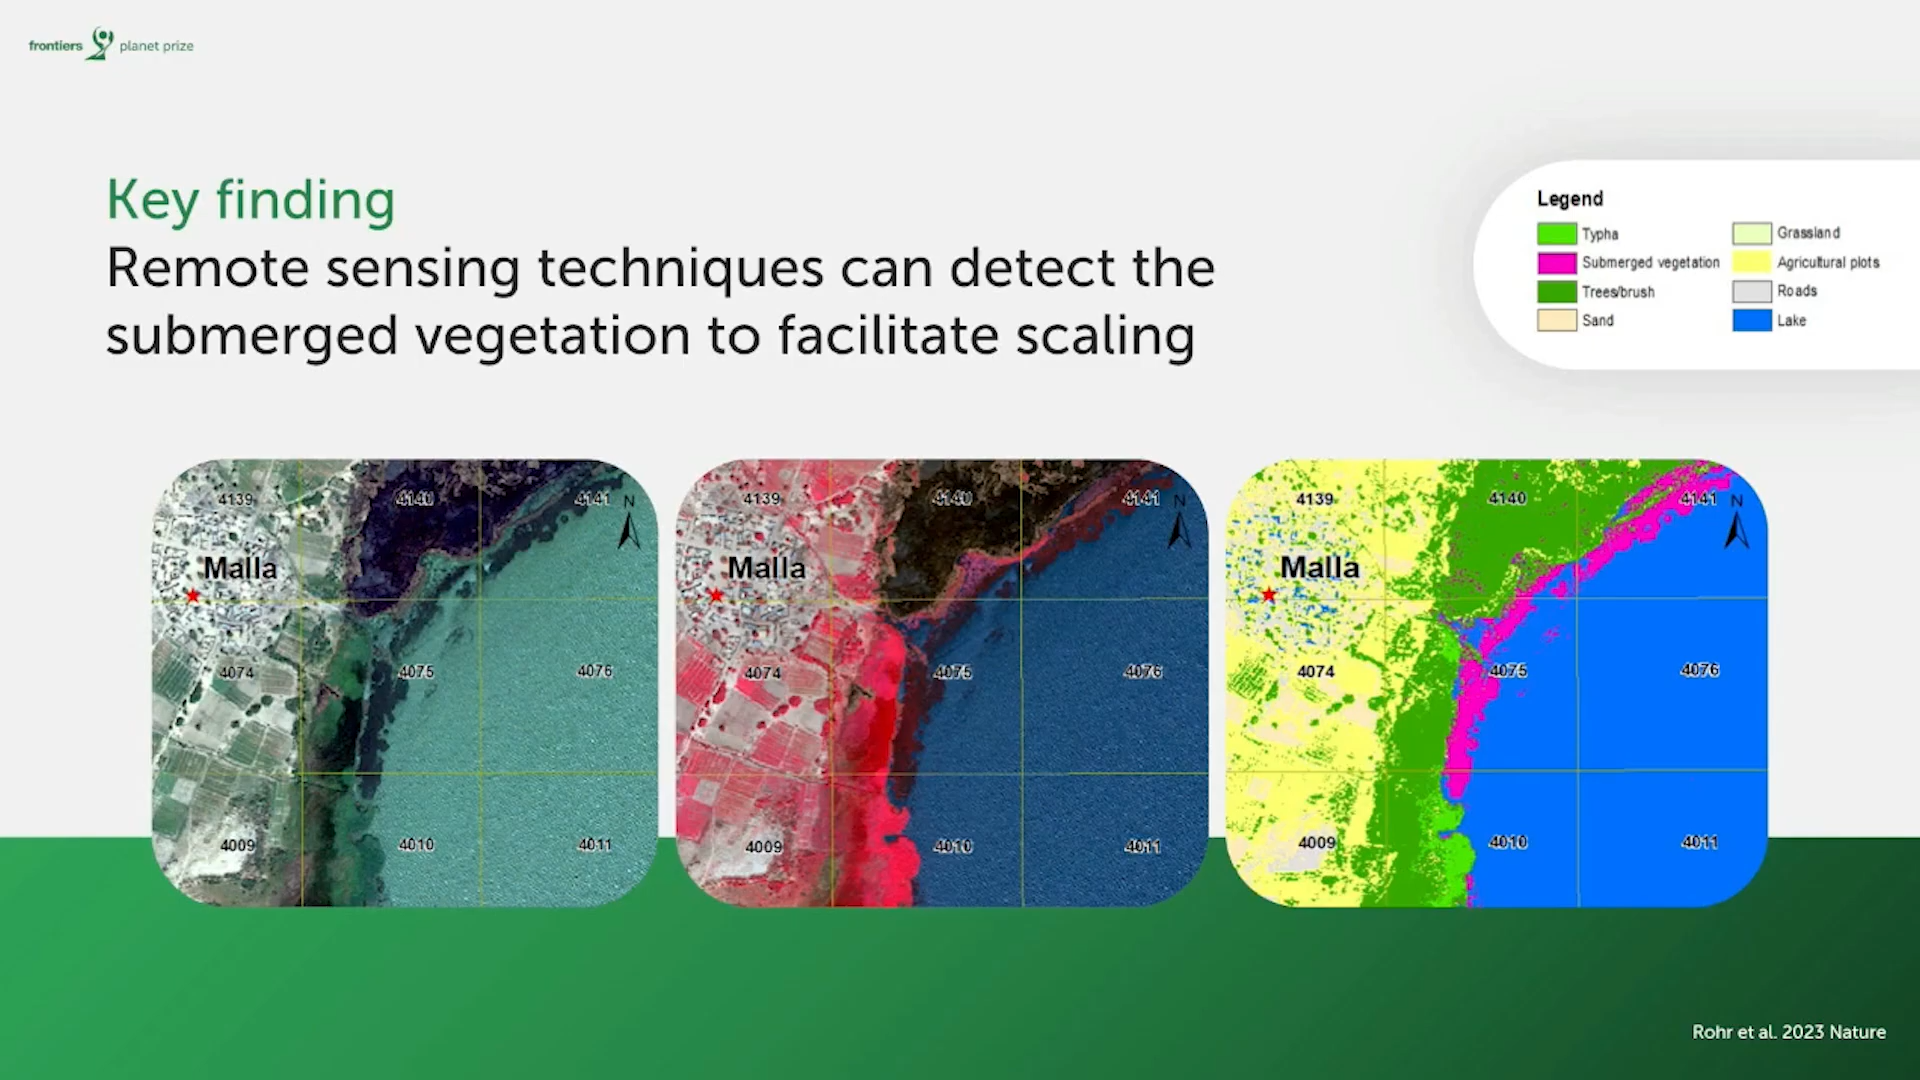 frontiers planet prize
Key finding
Remote sensing techniques can detect the
submerged vegetation to facilitate scaling
Legend
Typha
Submerged vegetation
Trees/brush
Sand
Grassland
Agricultural plots
Roads
Lake
4139
4140
4141
N
Malla
4074
4075
4076
4009
4010
4011
4139
4140
4141
N
Malla
4074
4075
4076
4009
4010
4011
4139
4140
4141
N
Malla
4074
4075
4076
4009
4010
4011
Rohr et al. 2023 Nature